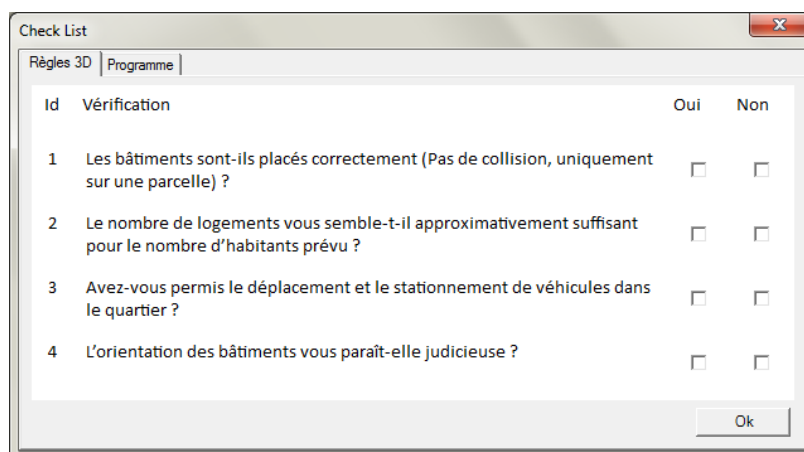 Check List
Règles 3D Programme
Id Vérification Oui Non
1 Les bâtiments sont-ils placés correctement (Pas de collision, uniquement
sur une parcelle) ?
2 Le nombre de logements vous semble-t-il approximativement suffisant
pour le nombre d’habitants prévu ?
3 Avez-vous permis le déplacement et le stationnement de véhicules dans
le quartier ?
4 L’orientation des bâtiments vous paraît-elle judicieuse ?
Ok